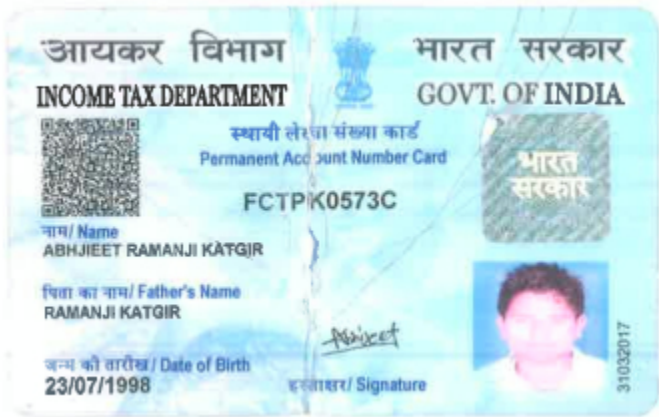 आयकर विभाग
INCOME TAX DEPARTMENT
भारत सरकार
GOVT. OF INDIA
स्थायी लेखा संख्या कार्ड
Permanent Account Number Card
FCTPK0573C
भारत
सरकार
नाम/ Name
ABHJIEET RAMANJI KATGIR
पिता का नाम/ Father's Name
RAMANJI KATGIR
जन्म की तारीख/ Date of Birth
23/07/1998
Abhijeet
हस्ताक्षर/ Signature
31032017